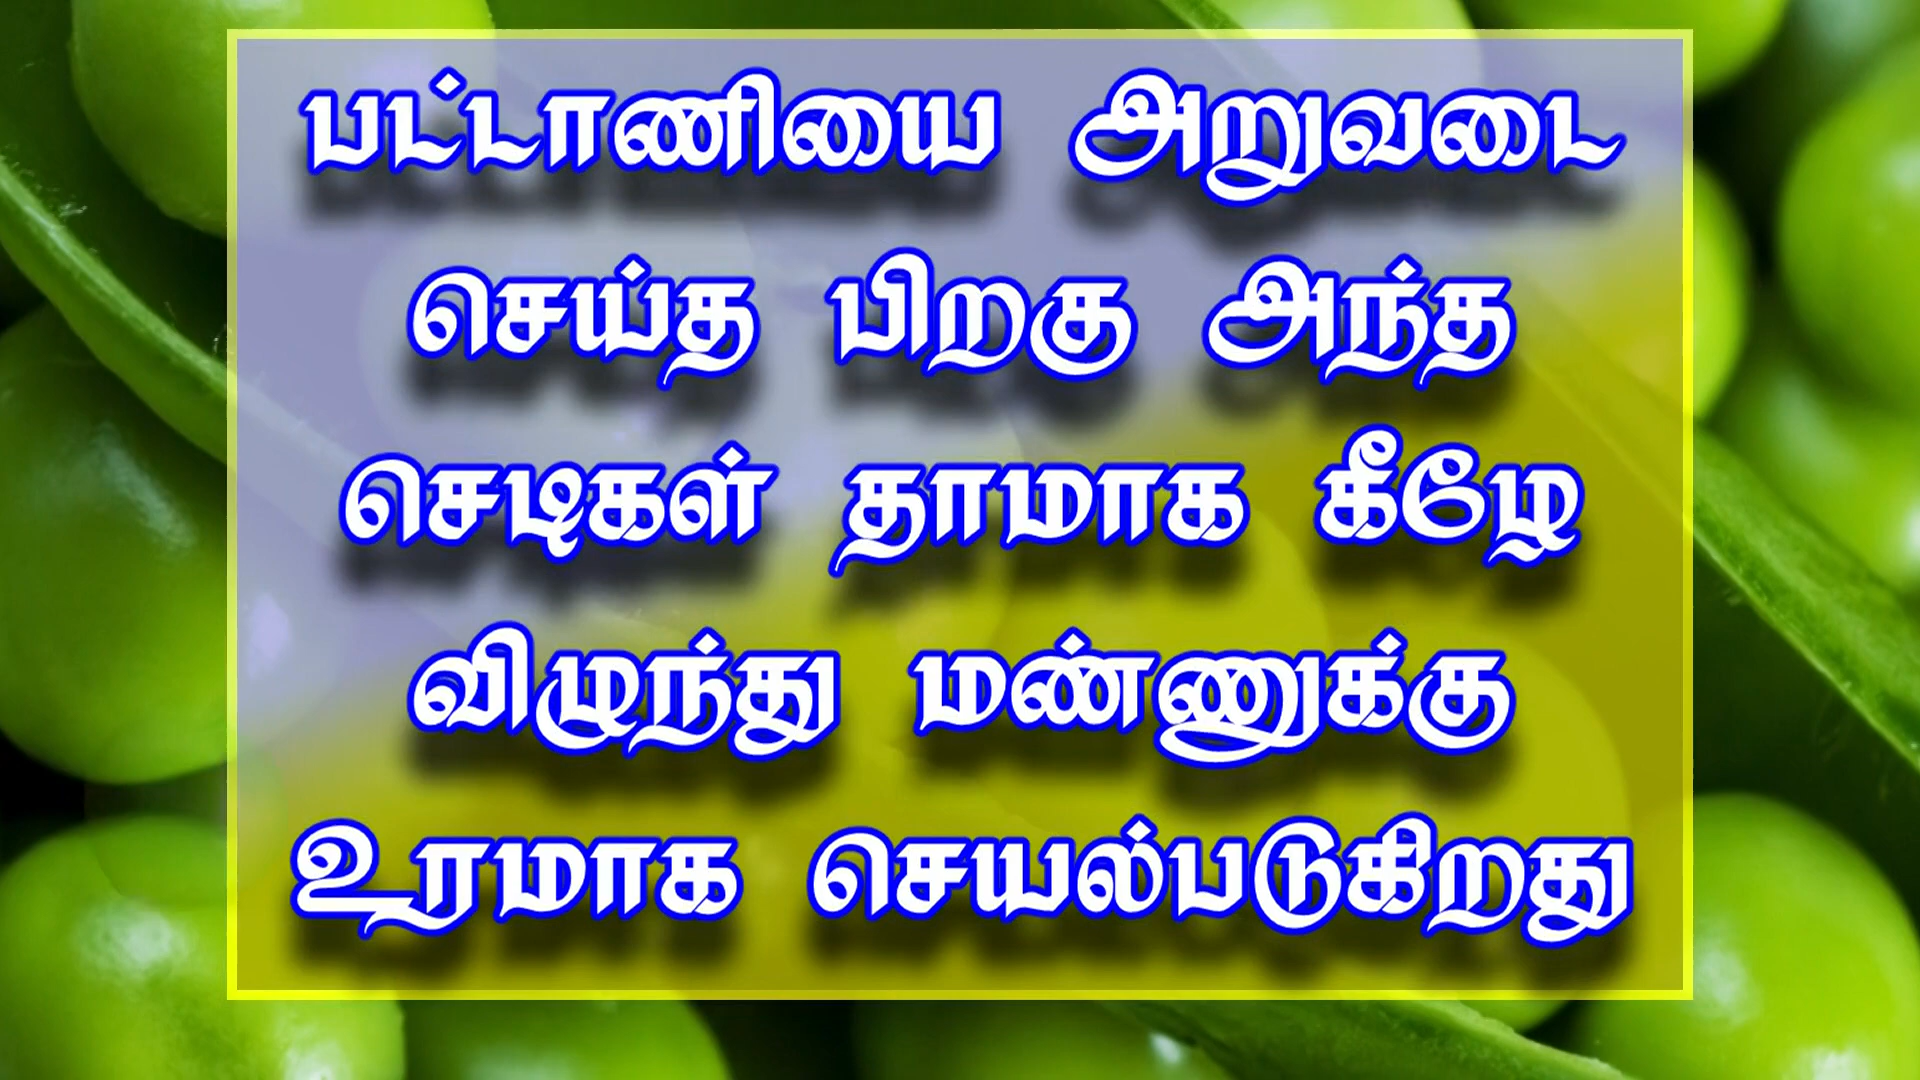 பட்டாணியை அறுவடை
செய்த பிறகு அந்த
செடிகள் தாமாக கீழே
விழுந்து மண்ணுக்கு
உரமாக செயல்படுகிறது